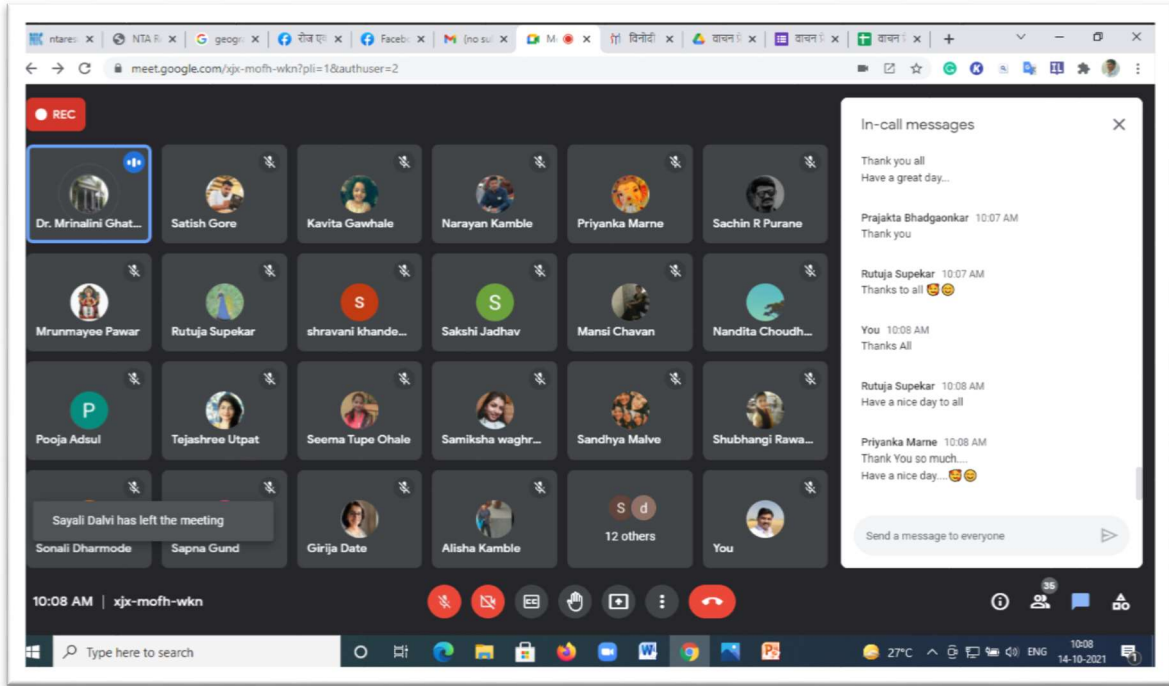 ntares
NTA R
geogr
रोज एक
Facebo
(no su
M
विनोदी
वाचन
वाचन
वाचन
meet.google.com/xjx-mofh-wkn?pli=1&authuser=2
REC
Dr. Mrinalini Ghat...
Satish Gore
Kavita Gawhale
Narayan Kamble
Priyanka Marne
Sachin R Purane
Mrunmayee Pawar
Rutuja Supekar
s
shravani khande...
S
Sakshi Jadhav
Mansi Chavan
Nandita Choudh...
P
Pooja Adsul
Tejashree Utpat
Seema Tupe Ohale
Samiksha waghr...
Sandhya Malve
Shubhangi Rawa...
Sayali Dalvi has left the meeting
Sonali Dharmode
Sapna Gund
Girija Date
Alisha Kamble
S d
12 others
You
In-call messages
Thank you all
Have a great day...
Prajakta Bhadgaonkar 10:07 AM
Thank you
Rutuja Supekar 10:07 AM
Thanks to all 🥰😊
You 10:08 AM
Thanks All
Rutuja Supekar 10:08 AM
Have a nice day to all
Priyanka Marne 10:08 AM
Thank You so much....
Have a nice day....🥰😊
Send a message to everyone
10:08 AM | xjx-mofh-wkn
35
Type here to search
27°C
ENG
10:08
14-10-2021